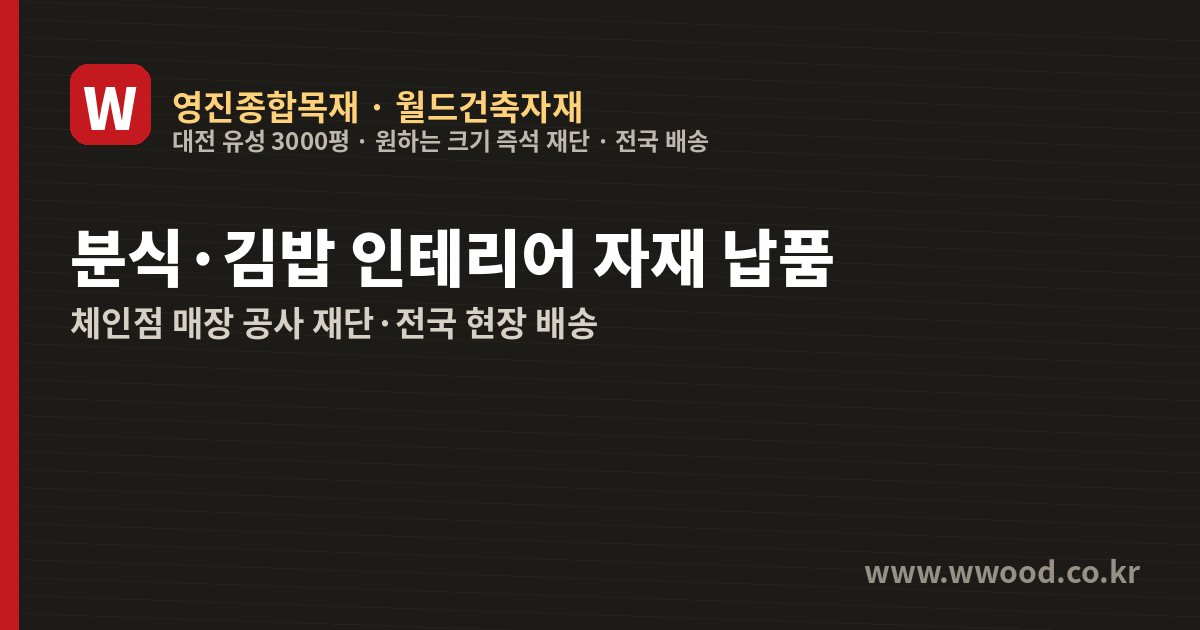 W
영진종합목재 · 월드건축자재
대전 유성 3000평 · 원하는 크기 즉석 재단 · 전국 배송
분식·김밥 인테리어 자재 납품
체인점 매장 공사 재단·전국 현장 배송
www.wwood.co.kr